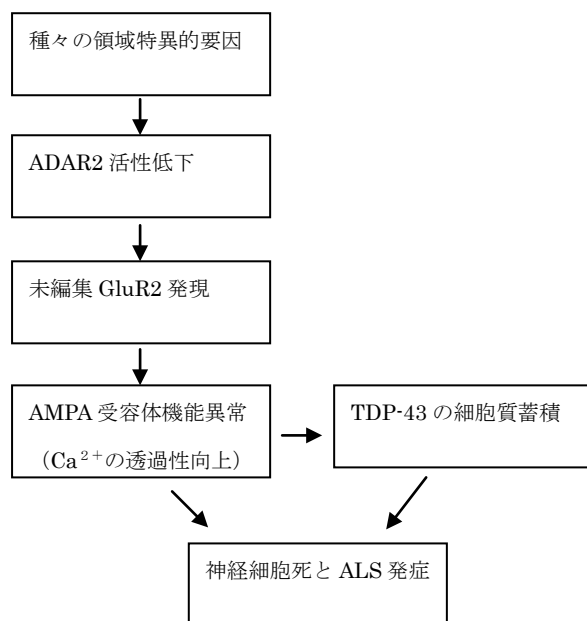 種々の領域特異的要因
ADAR2 活性低下
未編集 GluR2 発現
AMPA 受容体機能異常
（Ca²⁺の透過性向上）
TDP-43 の細胞質蓄積
神経細胞死と ALS 発症